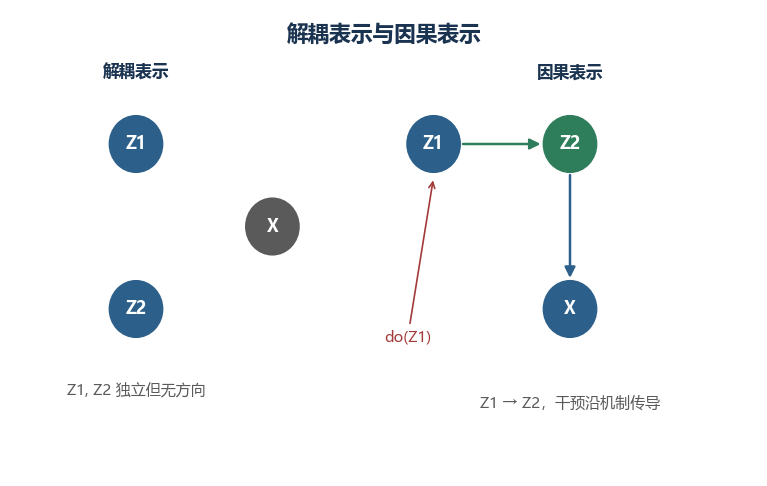 解耦表示与因果表示
解耦表示
因果表示
Z1
Z1
Z2
X
Z2
X
do(Z1)
Z1, Z2 独立但无方向
Z1 → Z2，干预沿机制传导